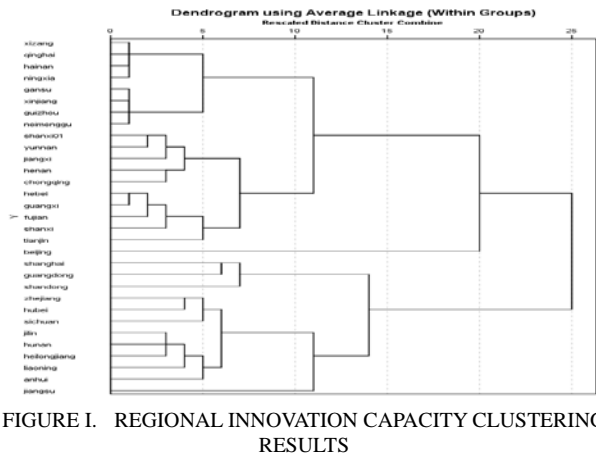 Dendrogram using Average Linkage (Within Groups)
Rescaled Distance Cluster Combine
0 5 10 15 20 25
xizang
qinghai
hainan
ningxia
gansu
xinjiang
guizhou
neimenggu
shanxi01
yunnan
jiangxi
henan
chongqing
hebei
guangxi
Y
fujian
shanxi
tianjin
beijing
shanghai
guangdong
shandong
zhejiang
hubei
sichuan
jilin
hunan
heilongjiang
liaoning
anhui
jiangsu
FIGURE I. REGIONAL INNOVATION CAPACITY CLUSTERING
RESULTS